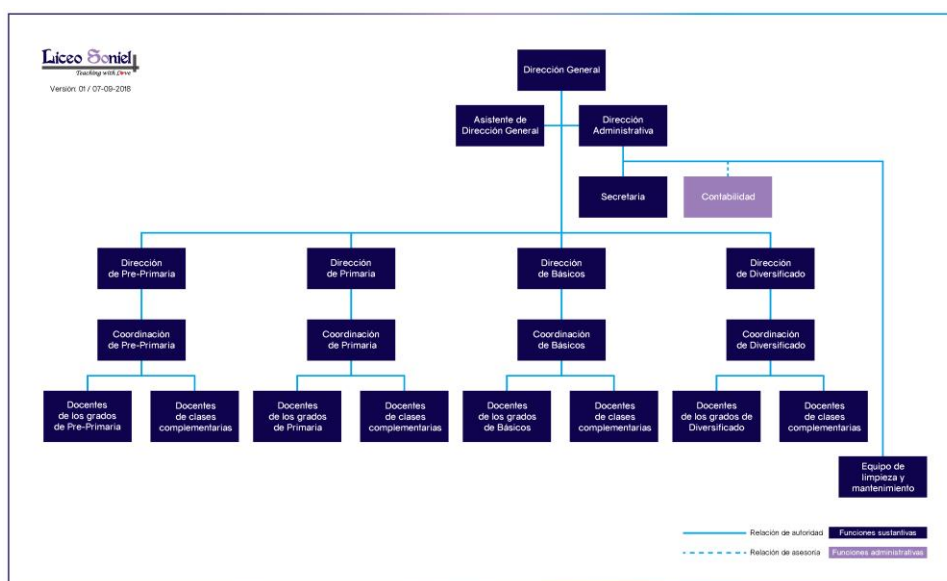 Liceo Soniel
Teaching with Love
Versión: 01 / 07-09-2018
Dirección General
Asistente de
Dirección General
Dirección
Administrativa
Secretaria
Contabilidad
Dirección
de Pre-Primaria
Dirección
de Primaria
Dirección
de Básicos
Dirección
de Diversificado
Coordinación
de Pre-Primaria
Coordinación
de Primaria
Coordinación
de Básicos
Coordinación
de Diversificado
Docentes
de los grados
de Pre-Primaria
Docentes
de clases
complementarias
Docentes
de los grados
de Primaria
Docentes
de clases
complementarias
Docentes
de los grados
de Básicos
Docentes
de clases
complementarias
Docentes
de los grados de
Diversificado
Docentes
de clases
complementarias
Equipo de
limpieza y
mantenimiento
Relación de autoridad
Funciones sustantivas
Relación de asesoría
Funciones administrativas